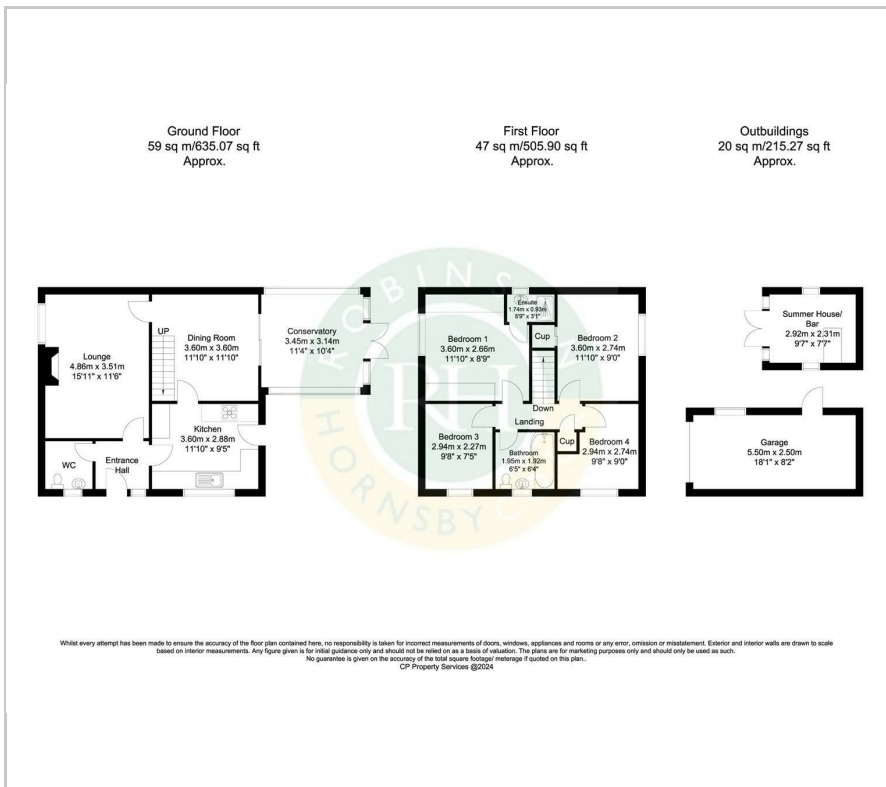 Ground Floor
59 sq m/635.07 sq ft
Approx.
First Floor
47 sq m/505.90 sq ft
Approx.
Outbuildings
20 sq m/215.27 sq ft
Approx.
Lounge
4.86m x 3.51m
15'11" x 11'6"
UP
Dining Room
3.60m x 3.60m
11'10" x 11'10"
Conservatory
3.45m x 3.14m
11'4" x 10'4"
Kitchen
3.60m x 2.88m
11'10" x 9'5"
WC
Entrance
Hall
Bedroom 1
3.60m x 2.66m
11'10" x 8'9"
Ensuite
1.74m x 0.93m
5'9" x 3'1"
Cup
Bedroom 2
3.60m x 2.74m
11'10" x 9'0"
Down
Landing
Bedroom 3
2.94m x 2.27m
9'8" x 7'5"
Bathroom
1.95m x 1.92m
6'5" x 6'4"
Cup
Bedroom 4
2.94m x 2.74m
9'8" x 9'0"
Summer House/
Bar
2.92m x 2.31m
9'7" x 7'7"
Garage
5.50m x 2.50m
18'1" x 8'2"
ROBINSON
RH
HORNSBY
Whilst every attempt has been made to ensure the accuracy of the floor plan contained here, no responsibility is taken for incorrect measurements of doors, windows, appliances and rooms or any error, omission or misstatement. Exterior and interior walls are drawn to scale
based on interior measurements. Any figure given is for initial guidance only and should not be relied on as a basis of valuation. The plans are for marketing purposes only and should only be used as such.
No guarantee is given on the accuracy of the total square footage/ meterage if quoted on this plan..
CP Property Services @2024